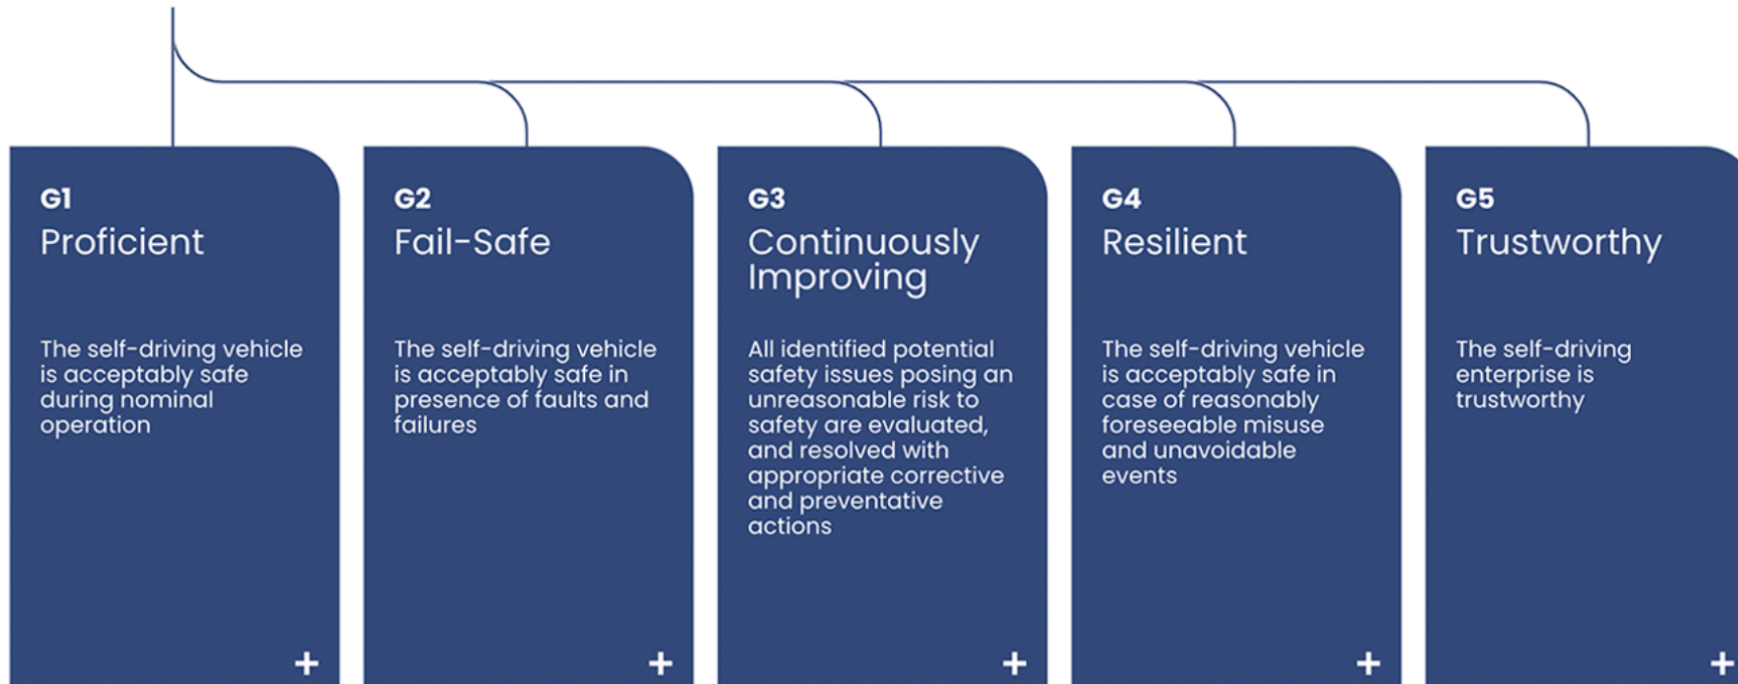 G1
Proficient
The self-driving vehicle
is acceptably safe
during nominal
operation
+
G2
Fail-Safe
The self-driving vehicle
is acceptably safe in
presence of faults and
failures
+
G3
Continuously
Improving
All identified potential
safety issues posing an
unreasonable risk to
safety are evaluated,
and resolved with
appropriate corrective
and preventative
actions
+
G4
Resilient
The self-driving vehicle
is acceptably safe in
case of reasonably
foreseeable misuse
and unavoidable
events
+
G5
Trustworthy
The self-driving
enterprise is
trustworthy
+